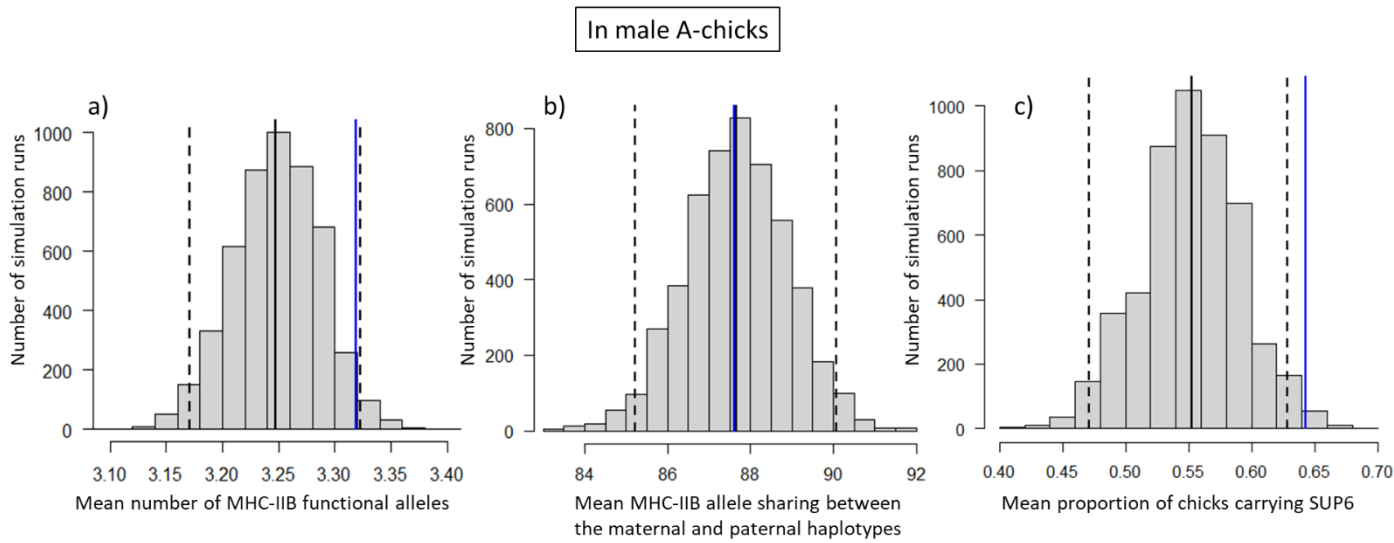 In male A-chicks
a)
Number of simulation runs
1000
800
600
400
200
0
3.10 3.15 3.20 3.25 3.30 3.35 3.40
Mean number of MHC-IIB functional alleles
b)
Number of simulation runs
800
600
400
200
0
84 86 88 90 92
Mean MHC-IIB allele sharing between
the maternal and paternal haplotypes
c)
Number of simulation runs
1000
800
600
400
200
0
0.40 0.45 0.50 0.55 0.60 0.65 0.70
Mean proportion of chicks carrying SUP6